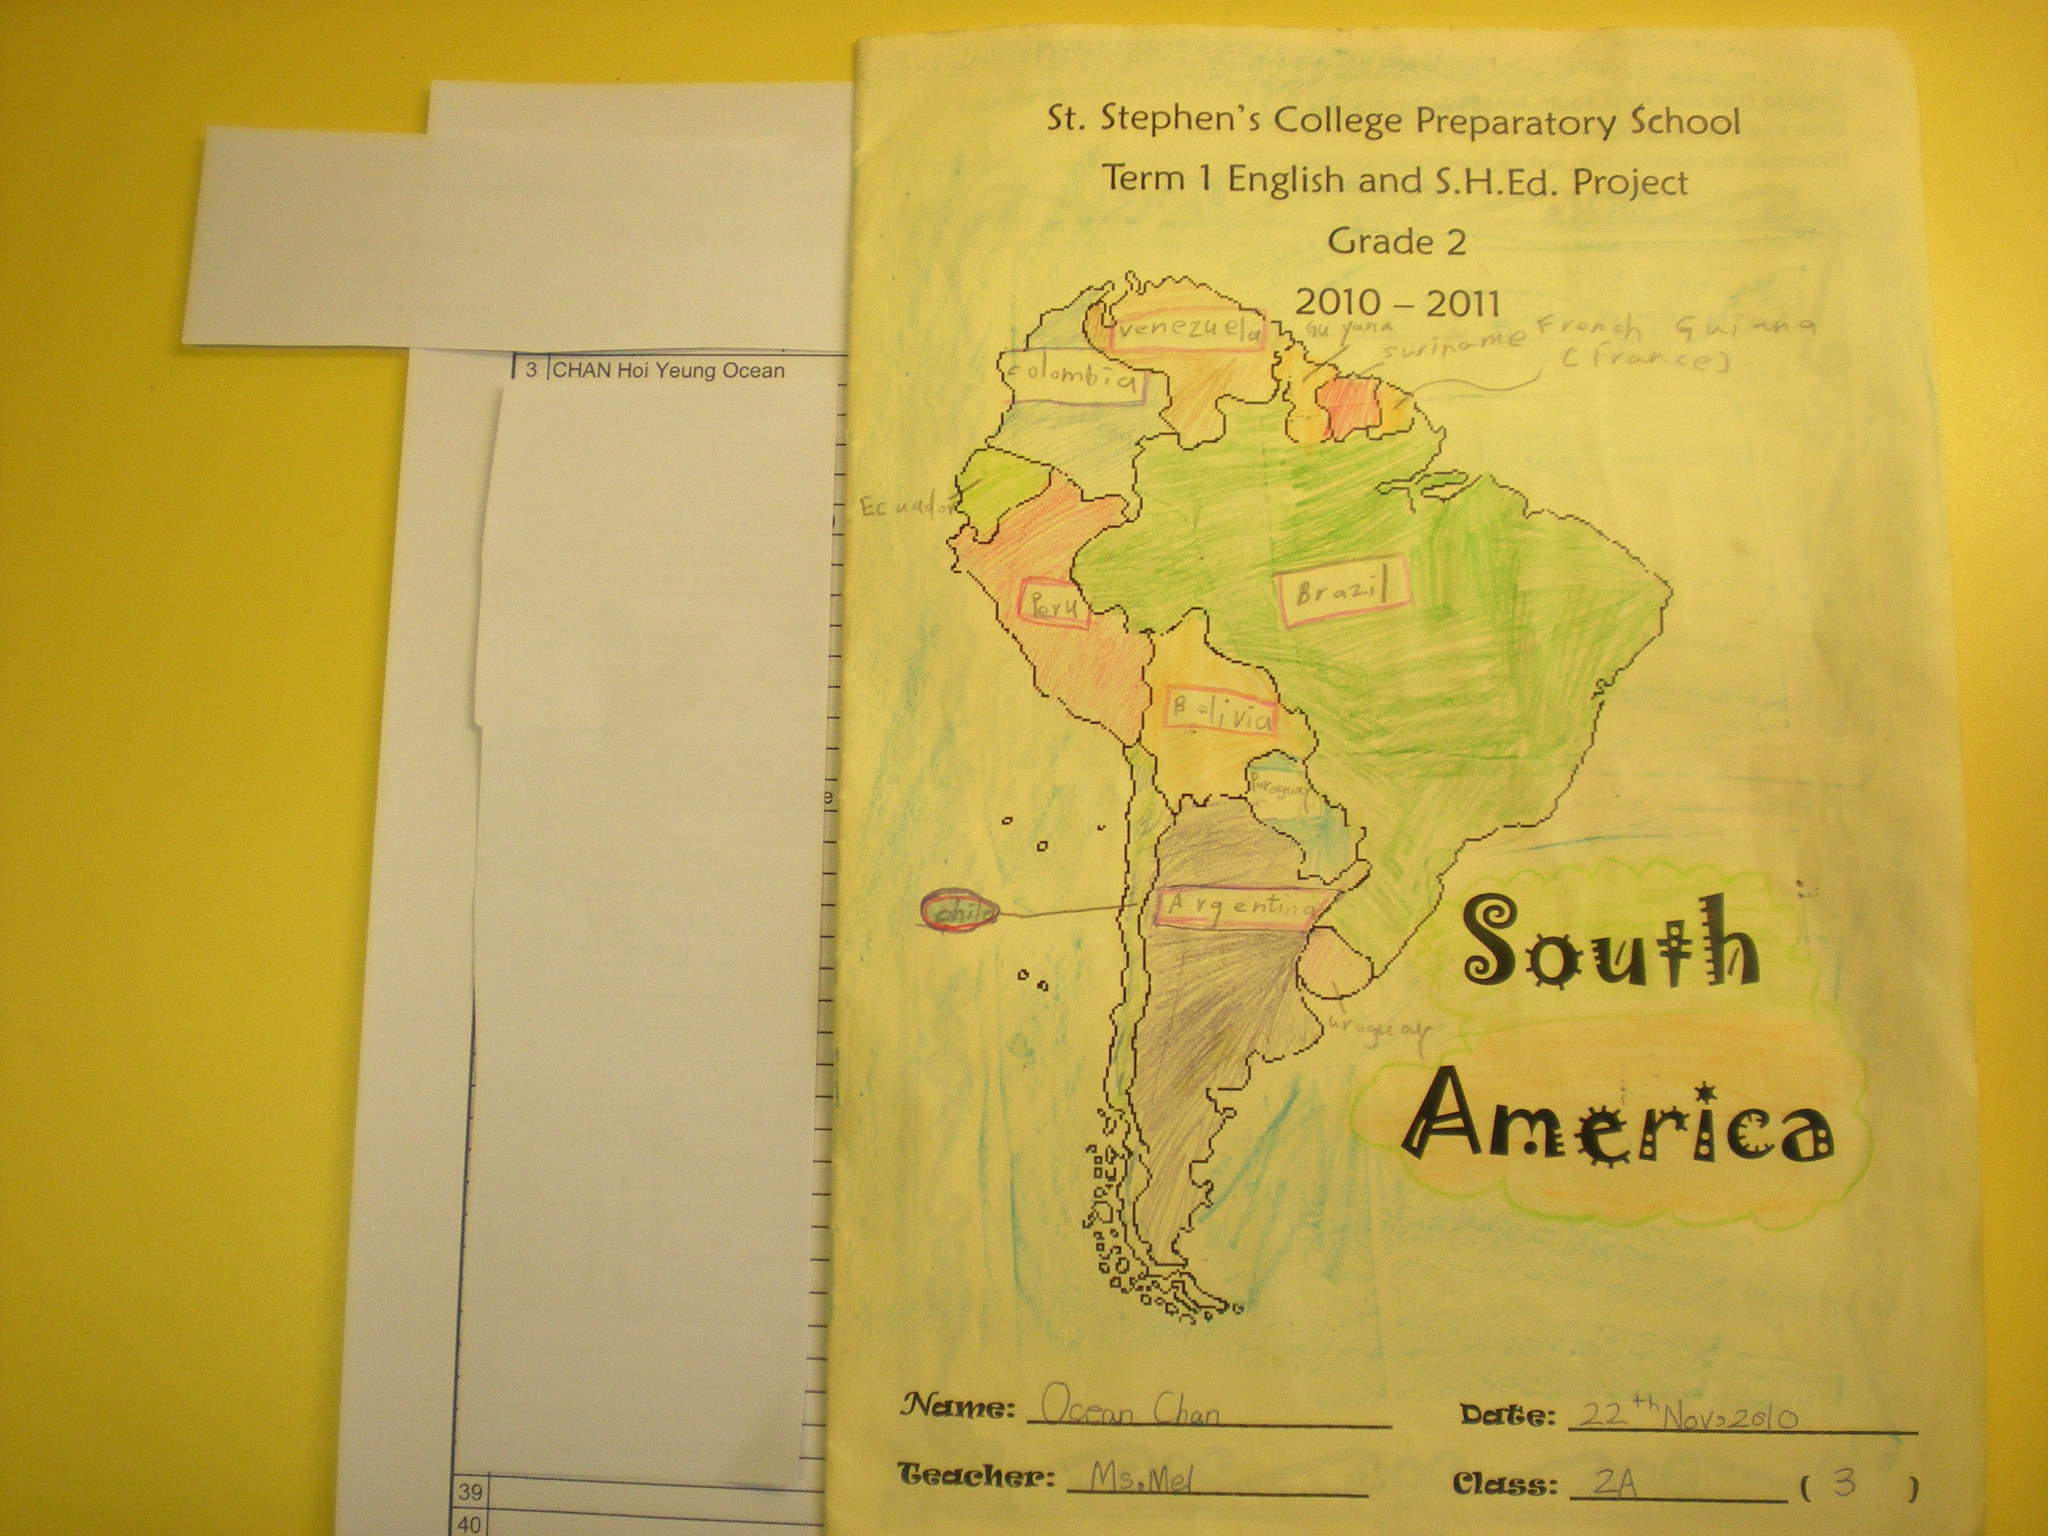 St. Stephen's College Preparatory School
Term 1 English and S.H.Ed. Project
Grade 2
2010 – 2011
3 CHAN Hoi Yeung Ocean
venezuela
Guyana
suriname
French Guiana
(france)
colombia
Ecuador
Peru
Brazil
Bolivia
Paraguay
chile
Argentina
uruguay
South
America
Name: Ocean Chan
Date: 22th Nov,2010
Teacher: Ms.Mel
Class: 2A ( 3 )
39
40